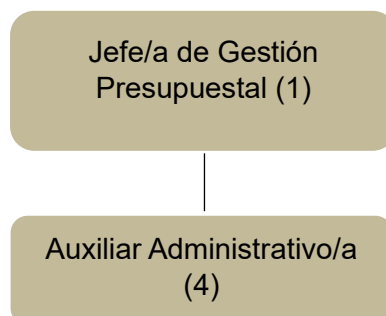 Jefe/a de Gestión
Presupuestal (1)
Auxiliar Administrativo/a
(4)